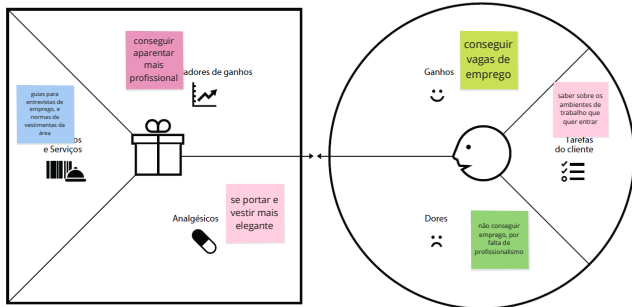 conseguir
aparentar
mais
profissional
adores de ganhos
guias para
entrevistas de
emprego, e
normas de
vestimentas da
área
os
e Serviços
se portar e
vestir mais
elegante
Analgésicos
conseguir
vagas de
emprego
Ganhos
saber sobre os
ambientes de
trabalho que
quer entrar
Tarefas
do cliente
Dores
não conseguir
emprego, por
falta de
profissionalismo